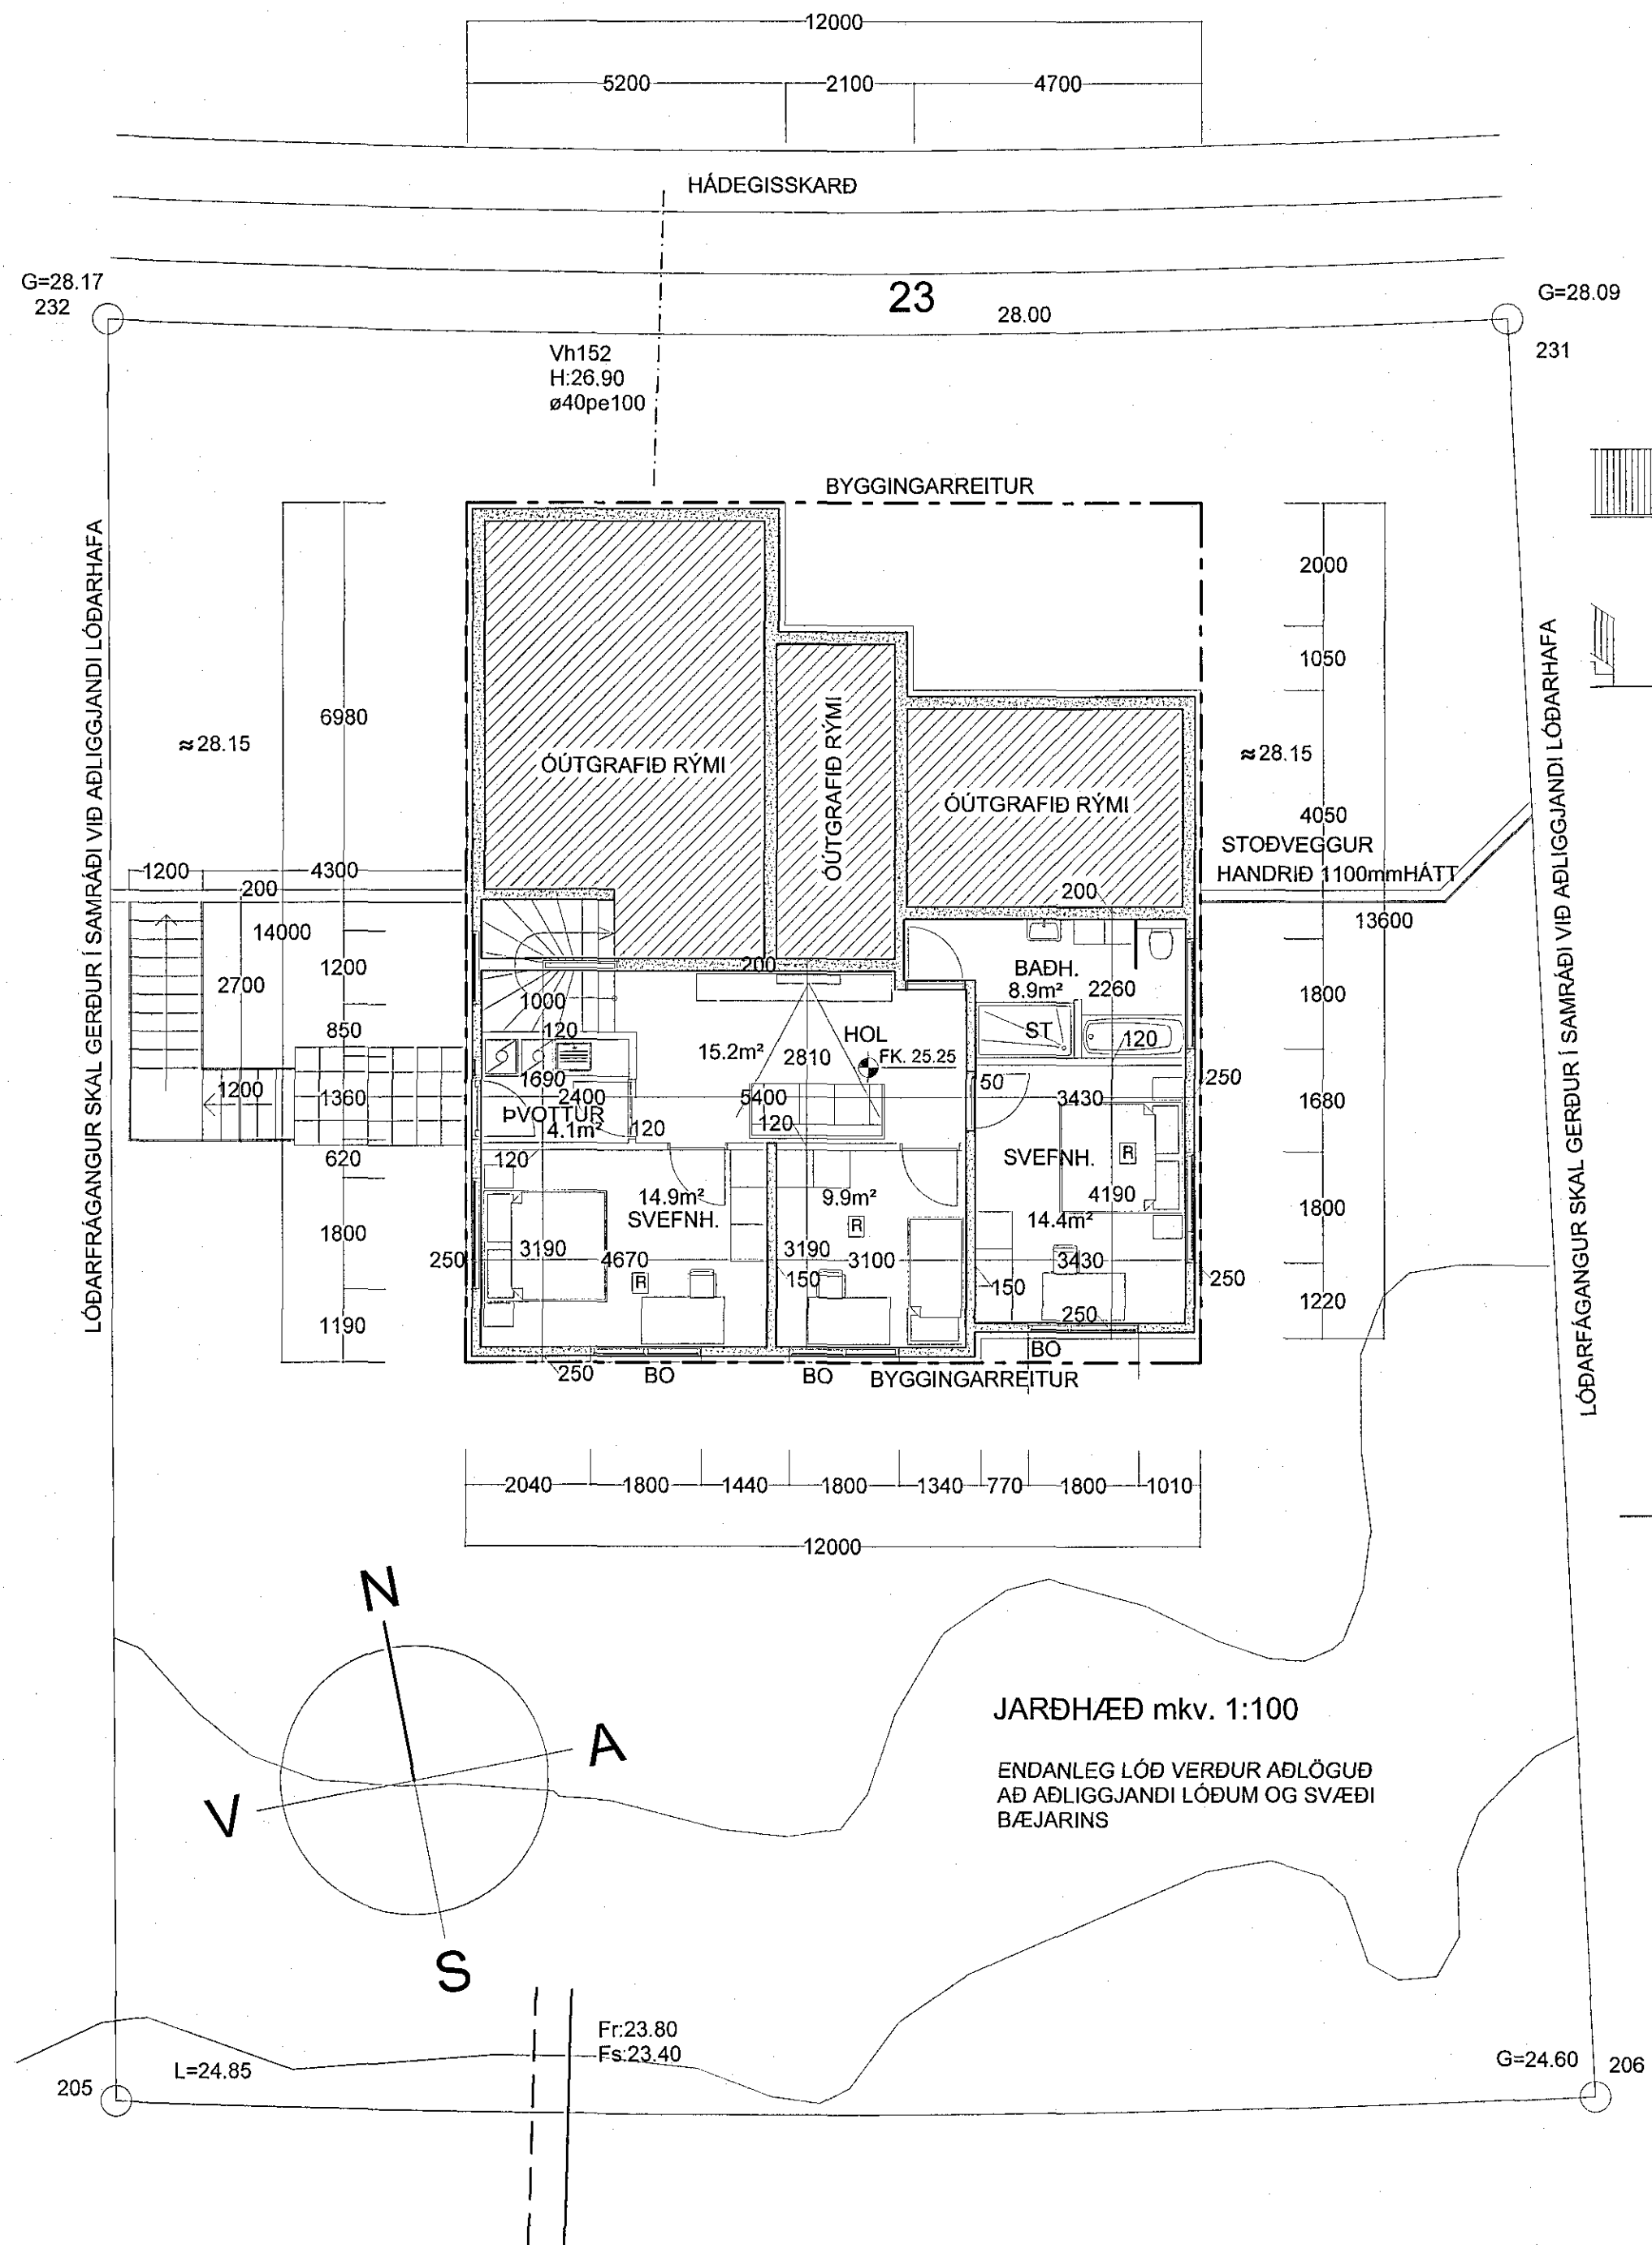 12000
5200 2100 4700
HÁDEGISSKARÐ
G=28.17
232
23
28.00
G=28.09
231
Vh152
H:26.90
ø40pe100
BYGGINGARREITUR
LÓÐARFRÁGANGUR SKAL GERÐUR Í SAMRÁÐI VIÐ AÐLIGGJANDI LÓÐARHAFA
≈28.15
6980
ÓÚTGRAFIÐ RÝMI
ÓÚTGRAFIÐ RÝMI
ÓÚTGRAFIÐ RÝMI
2000
1050
≈28.15
4050
STOÐVEGGUR
HANDRIÐ 1100mmHÁTT
13600
LÓÐARFÁGANGUR SKAL GERÐUR Í SAMRÁÐI VIÐ AÐLIGGJANDI LÓÐARHAFA
1200 4300
200
14000
2700
1200
850
1200
1360
620
1800
1190
200
200
BAÐH.
8.9m²
2260
1000
120
15.2m²
2810
HOL
FK. 25.25
ST
120
1690
2400
5400
50
3430
250
ÞVOTTUR
4.1m²
120
120
120
SVEFNH.
R
4190
14.4m²
14.9m²
SVEFNH.
9.9m²
R
3190
4670
R
3190
3100
3430
250
150
150
250
250
250
BO
BO
BO
BYGGINGARREITUR
1800
1680
1800
1220
2040 1800 1440 1800 1340 770 1800 1010
12000
N
A
V
S
JARÐHÆÐ mkv. 1:100
ENDANLEG LÓÐ VERÐUR AÐLÖGUÐ
AÐ AÐLIGGJANDI LÓÐUM OG SVÆÐI
BÆJARINS
Fr:23.80
Fs:23.40
L=24.85
205
G=24.60
206